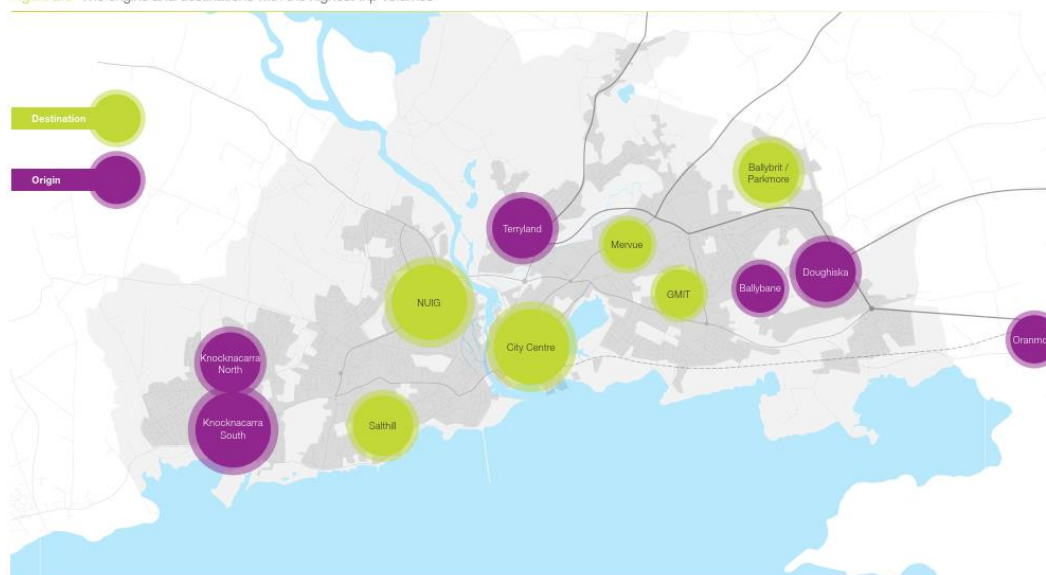 Destination
Origin
Ballybrit /
Parkmore
Terryland
Mervue
Doughiska
Ballybane
GMIT
NUIG
City Centre
Knocknacarra
North
Knocknacarra
South
Salthill
Oranmo